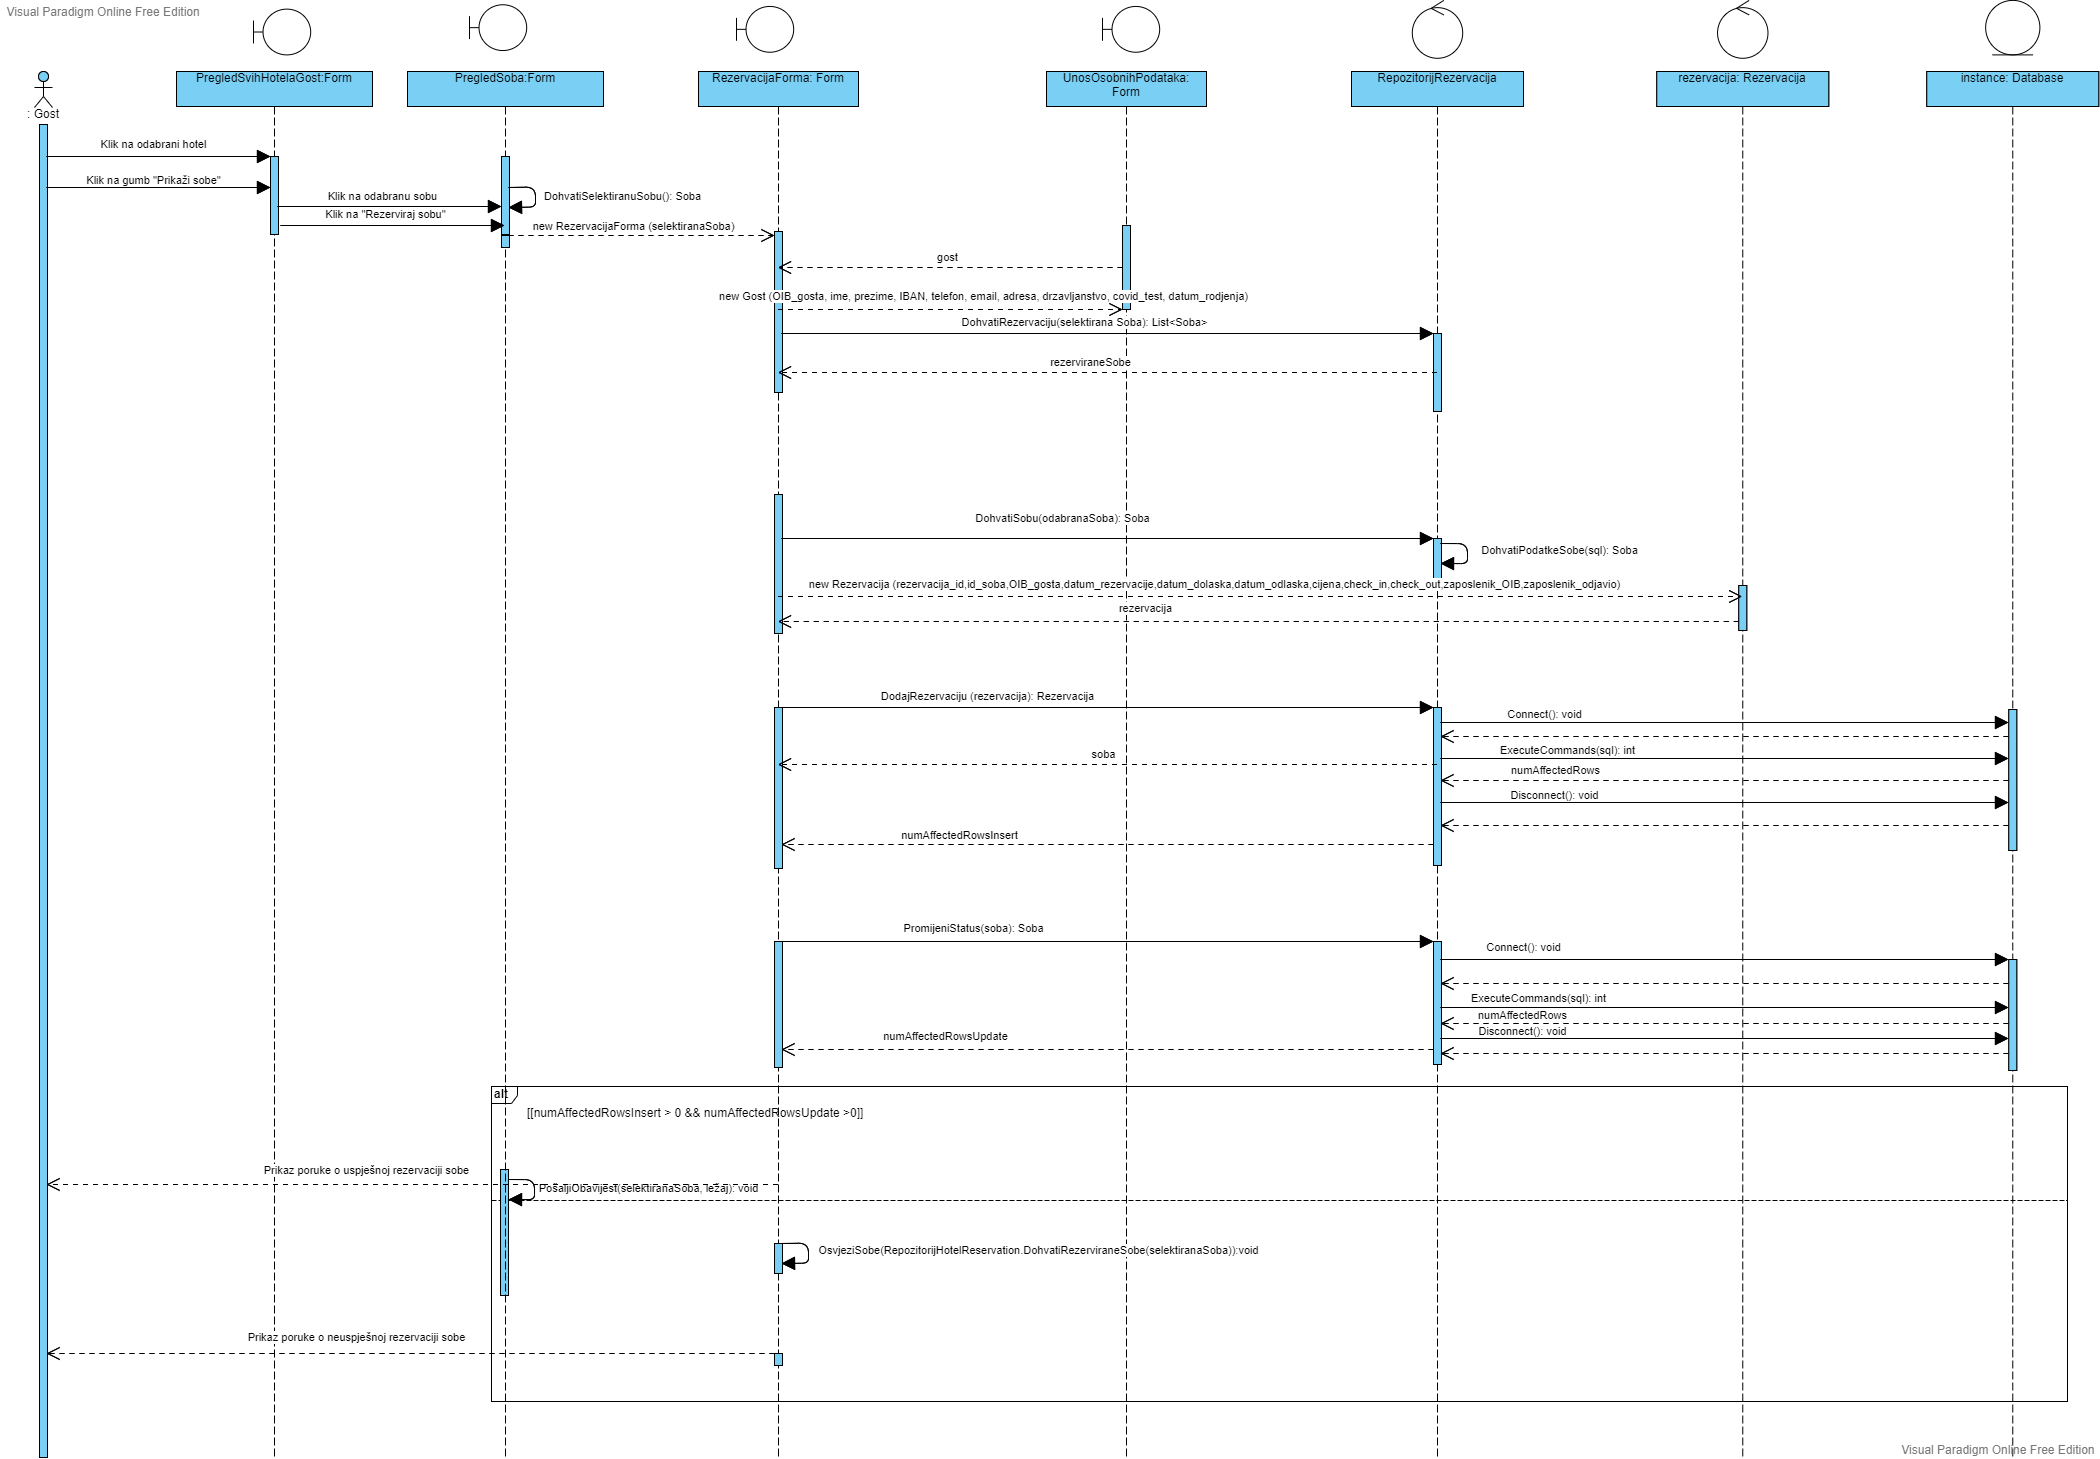 Visual Paradigm Online Free Edition
PregledSvihHotelaGost:Form
PregledSoba:Form
RezervacijaForma: Form
UnosOsobnihPodataka:
Form
RepozitorijRezervacija
rezervacija: Rezervacija
instance: Database
: Gost
Klik na odabrani hotel
Klik na gumb "Prikaži sobe"
Klik na odabranu sobu
DohvatiSelektiranuSobu(): Soba
Klik na "Rezerviraj sobu"
new RezervacijaForma (selektiranaSoba)
gost
new Gost (OIB_gosta, ime, prezime, IBAN, telefon, email, adresa, drzavljanstvo, covid_test, datum_rodjenja)
DohvatiRezervaciju(selektirana Soba): List<Soba>
rezerviraneSobe
DohvatiSobu(odabranaSoba): Soba
DohvatiPodatkeSobe(sql): Soba
new Rezervacija (rezervacija_id,id_soba,OIB_gosta,datum_rezervacije,datum_dolaska,datum_odlaska,cijena,check_in,check_out,zaposlenik_OIB,zaposlenik_odjavio)
rezervacija
DodajRezervaciju (rezervacija): Rezervacija
Connect(): void
soba
ExecuteCommands(sql): int
numAffectedRows
Disconnect(): void
numAffectedRowsInsert
PromijeniStatus(soba): Soba
Connect(): void
ExecuteCommands(sql): int
numAffectedRows
Disconnect(): void
numAffectedRowsUpdate
alt
[[numAffectedRowsInsert > 0 && numAffectedRowsUpdate >0]]
Prikaz poruke o uspješnoj rezervaciji sobe
PošaljiObavijest(selektiranaSoba, ležaj): void
OsvjeziSobe(RepozitorijHotelReservation.DohvatiRezerviraneSobe(selektiranaSoba)):void
Prikaz poruke o neuspješnoj rezervaciji sobe
Visual Paradigm Online Free Edition